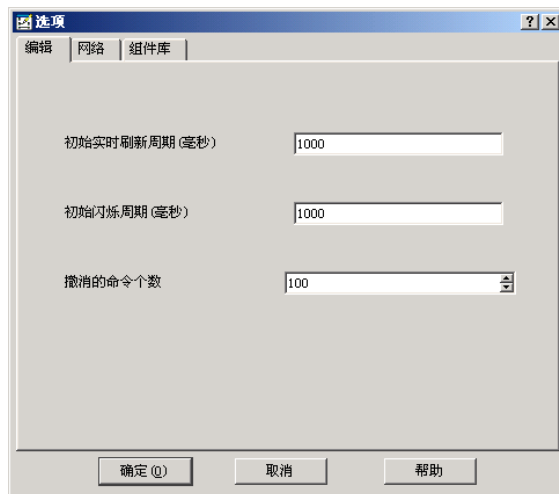 选项
编辑 网络 组件库
初始实时刷新周期(毫秒) 1000
初始闪烁周期(毫秒) 1000
撤消的命令个数 100
确定(O) 取消 帮助